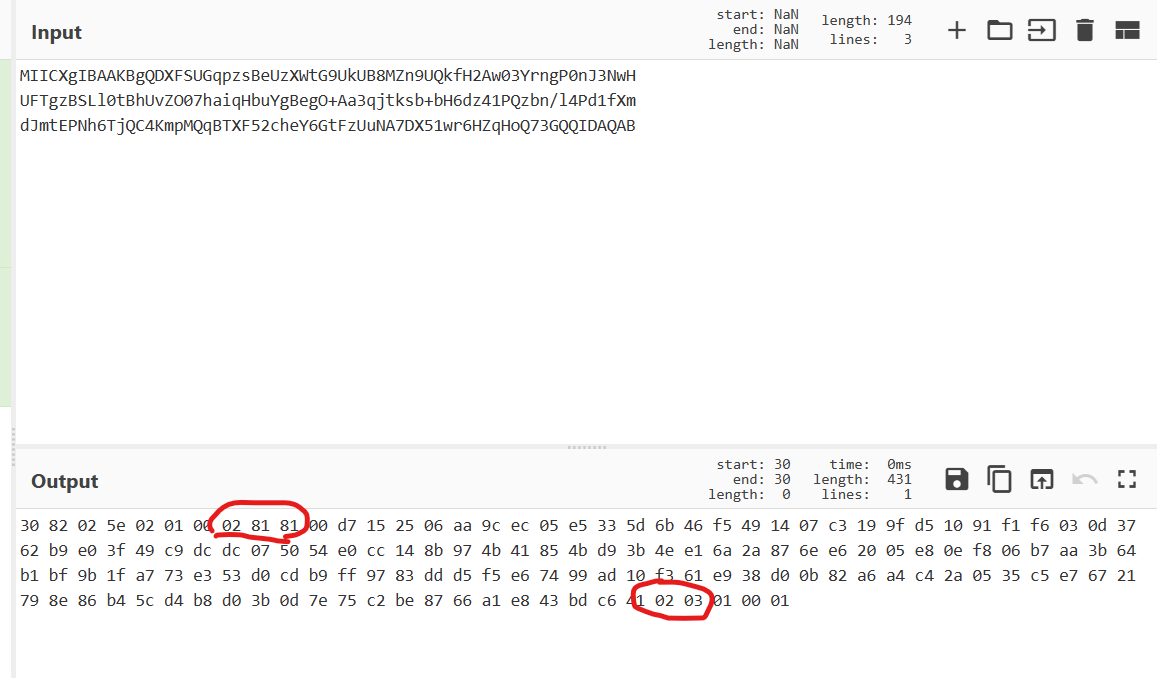 Input
start: NaN
end: NaN
length: NaN
length: 194
lines: 3
MIICXgIBAAKBgQDXFSUGqpzsBeUzXWtG9UkUB8MZn9UQkfH2Aw03YrngP0nJ3NwH
UFTgzBSLl0tBhUvZO07haiqHbuYgBegO+Aa3qjtksb+bH6dz41PQzbn/l4Pd1fXm
dJmtEPNh6TjQC4KmpMQqBTXF52cheY6GtFzUuNA7DX51wr6HZqHoQ73GQQIDAQAB
Output
start: 30
end: 30
length: 0
time: 0ms
length: 431
lines: 1
30 82 02 5e 02 01 00 02 81 81 00 d7 15 25 06 aa 9c ec 05 e5 33 5d 6b 46 f5 49 14 07 c3 19 9f d5 10 91 f1 f6 03 0d 37
62 b9 e0 3f 49 c9 dc dc 07 50 54 e0 cc 14 8b 97 4b 41 85 4b d9 3b 4e e1 6a 2a 87 6e e6 20 05 e8 0e f8 06 b7 aa 3b 64
b1 bf 9b 1f a7 73 e3 53 d0 cd b9 ff 97 83 dd d5 f5 e6 74 99 ad 10 f3 61 e9 38 d0 0b 82 a6 a4 c4 2a 05 35 c5 e7 67 21
79 8e 86 b4 5c d4 b8 d0 3b 0d 7e 75 c2 be 87 66 a1 e8 43 bd c6 41 02 03 01 00 01